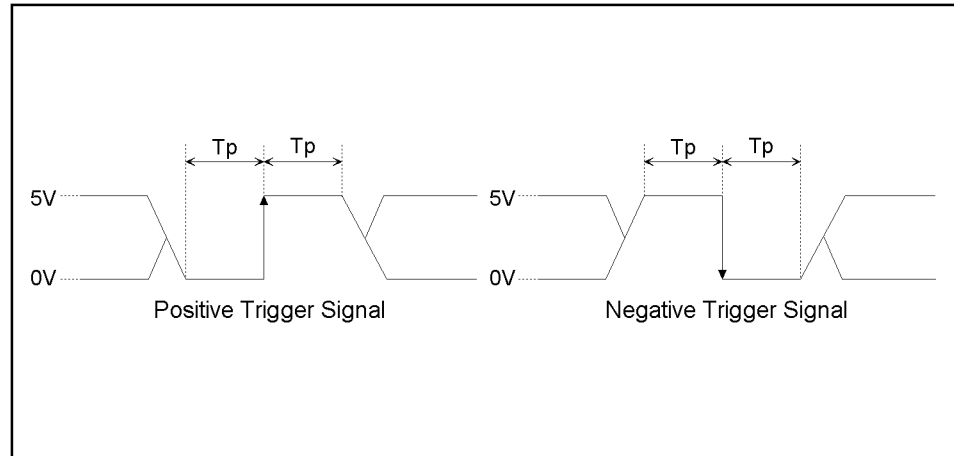 Tp Tp Tp Tp
5V 5V
0V 0V
Positive Trigger Signal Negative Trigger Signal